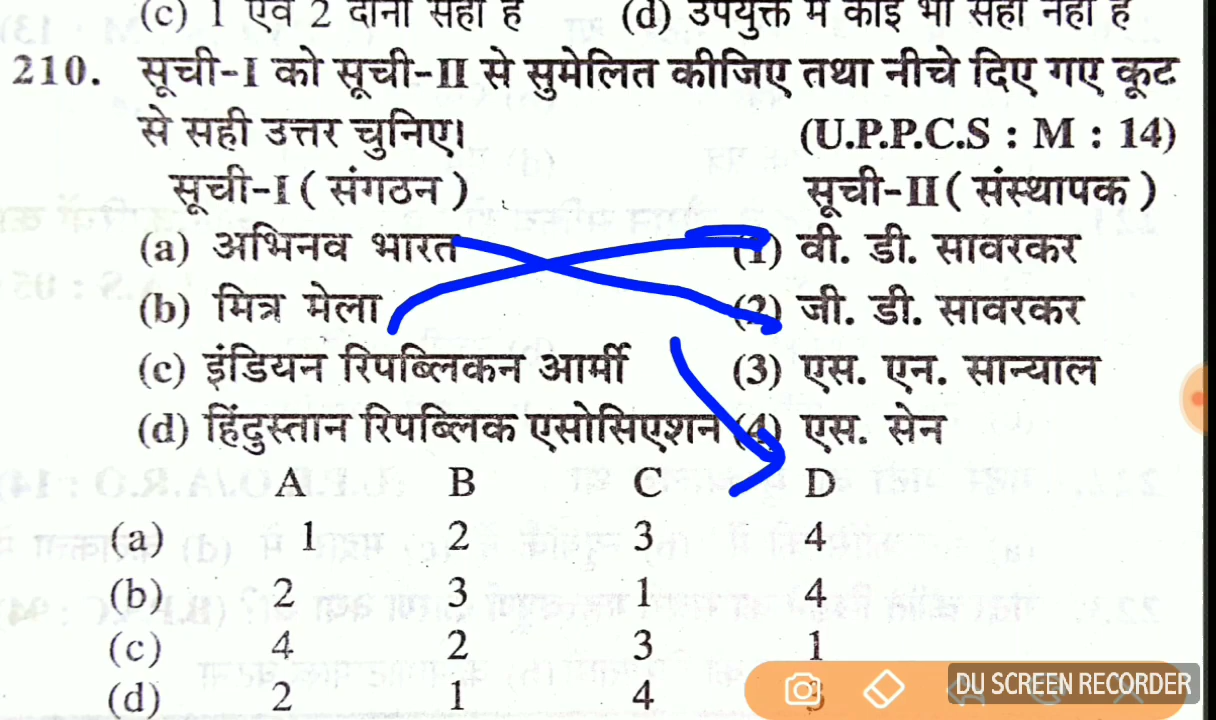 (c) 1 एवं 2 दोनों सही हैं (d) उपर्युक्त में कोई भी सही नहीं है
210. सूची-I को सूची-II से सुमेलित कीजिए तथा नीचे दिए गए कूट
से सही उत्तर चुनिए। (U.P.P.C.S : M : 14)
सूची-I ( संगठन ) सूची-II ( संस्थापक )
(a) अभिनव भारत (1) वी. डी. सावरकर
(b) मित्र मेला (2) जी. डी. सावरकर
(c) इंडियन रिपब्लिकन आर्मी (3) एस. एन. सान्याल
(d) हिंदुस्तान रिपब्लिक एसोसिएशन (4) एस. सेन
A B C D
(a) 1 2 3 4
(b) 2 3 1 4
(c) 4 2 3 1
(d) 2 1 4 3
DU SCREEN RECORDER